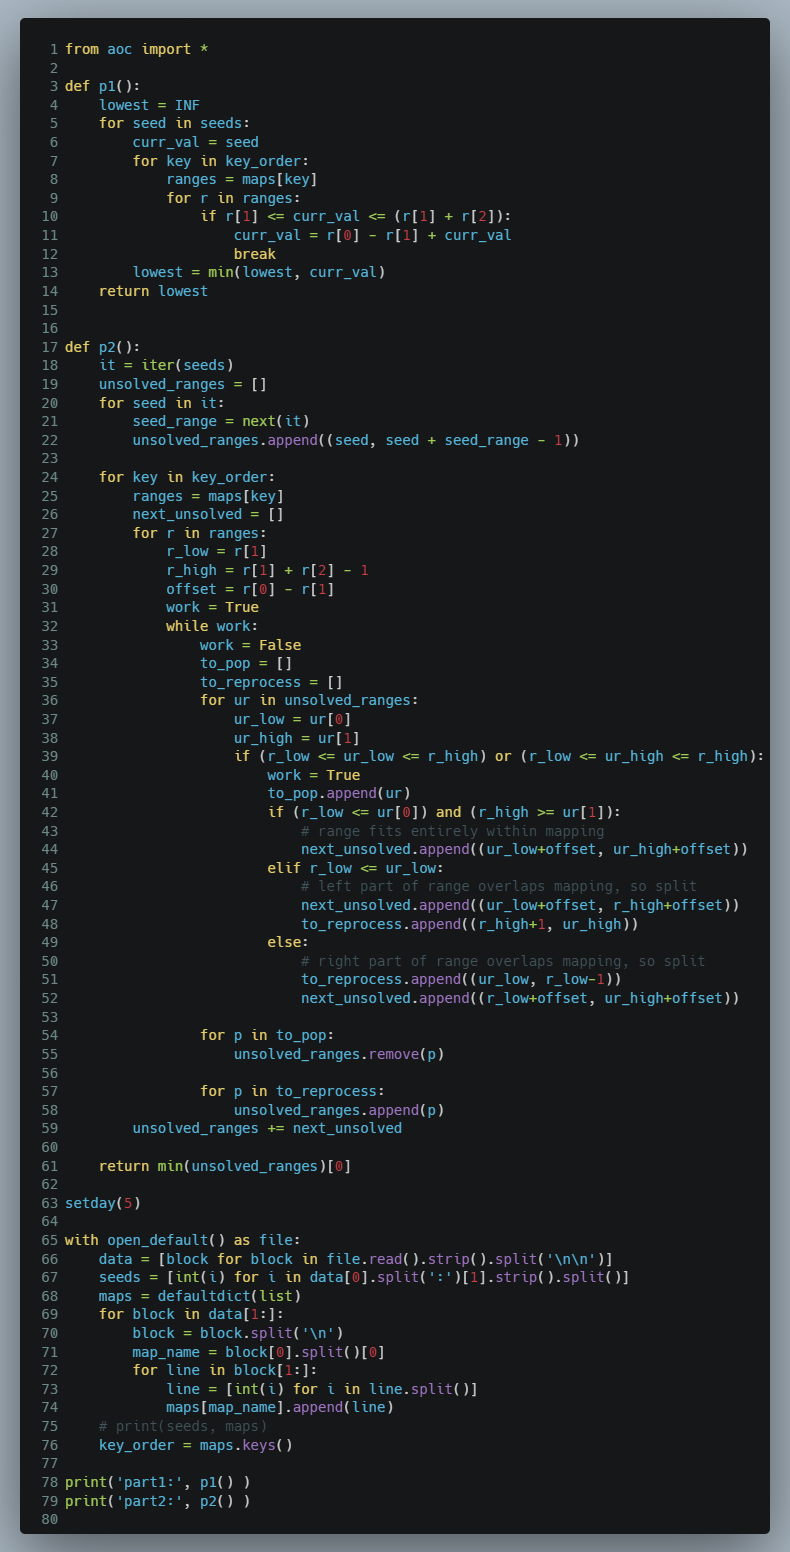 1 from aoc import *
2
3 def p1():
4     lowest = INF
5     for seed in seeds:
6         curr_val = seed
7         for key in key_order:
8             ranges = maps[key]
9             for r in ranges:
10                 if r[1] <= curr_val <= (r[1] + r[2]):
11                     curr_val = r[0] - r[1] + curr_val
12                     break
13         lowest = min(lowest, curr_val)
14     return lowest
15
16
17 def p2():
18     it = iter(seeds)
19     unsolved_ranges = []
20     for seed in it:
21         seed_range = next(it)
22         unsolved_ranges.append((seed, seed + seed_range - 1))
23
24     for key in key_order:
25         ranges = maps[key]
26         next_unsolved = []
27         for r in ranges:
28             r_low = r[1]
29             r_high = r[1] + r[2] - 1
30             offset = r[0] - r[1]
31             work = True
32             while work:
33                 work = False
34                 to_pop = []
35                 to_reprocess = []
36                 for ur in unsolved_ranges:
37                     ur_low = ur[0]
38                     ur_high = ur[1]
39                     if (r_low <= ur_low <= r_high) or (r_low <= ur_high <= r_high):
40                         work = True
41                         to_pop.append(ur)
42                         if (r_low <= ur[0]) and (r_high >= ur[1]):
43                             # range fits entirely within mapping
44                             next_unsolved.append((ur_low+offset, ur_high+offset))
45                         elif r_low <= ur_low:
46                             # left part of range overlaps mapping, so split
47                             next_unsolved.append((ur_low+offset, r_high+offset))
48                             to_reprocess.append((r_high+1, ur_high))
49                         else:
50                             # right part of range overlaps mapping, so split
51                             to_reprocess.append((ur_low, r_low-1))
52                             next_unsolved.append((r_low+offset, ur_high+offset))
53
54                 for p in to_pop:
55                     unsolved_ranges.remove(p)
56
57                 for p in to_reprocess:
58                     unsolved_ranges.append(p)
59         unsolved_ranges += next_unsolved
60
61     return min(unsolved_ranges)[0]
62
63 setday(5)
64
65 with open_default() as file:
66     data = [block for block in file.read().strip().split('\n\n')]
67     seeds = [int(i) for i in data[0].split(':')[1].strip().split()]
68     maps = defaultdict(list)
69     for block in data[1:]:
70         block = block.split('\n')
71         map_name = block[0].split()[0]
72         for line in block[1:]:
73             line = [int(i) for i in line.split()]
74             maps[map_name].append(line)
75     # print(seeds, maps)
76     key_order = maps.keys()
77
78 print('part1:', p1() )
79 print('part2:', p2() )
80